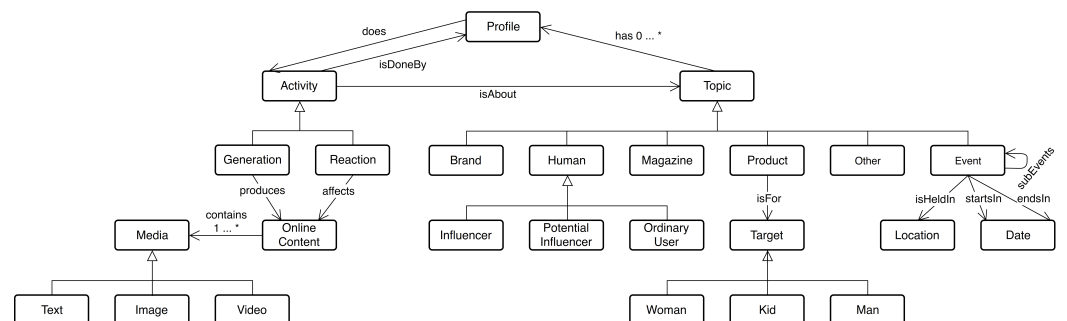 Profile
does
has 0 ... *
isDoneBy
Activity
isAbout
Topic
Generation
Reaction
Brand
Human
Magazine
Product
Other
Event
subEvents
produces
affects
isFor
isHeldIn
startsIn
endsIn
contains
1 ... *
Media
Online
Content
Influencer
Potential
Influencer
Ordinary
User
Target
Location
Date
Text
Image
Video
Woman
Kid
Man